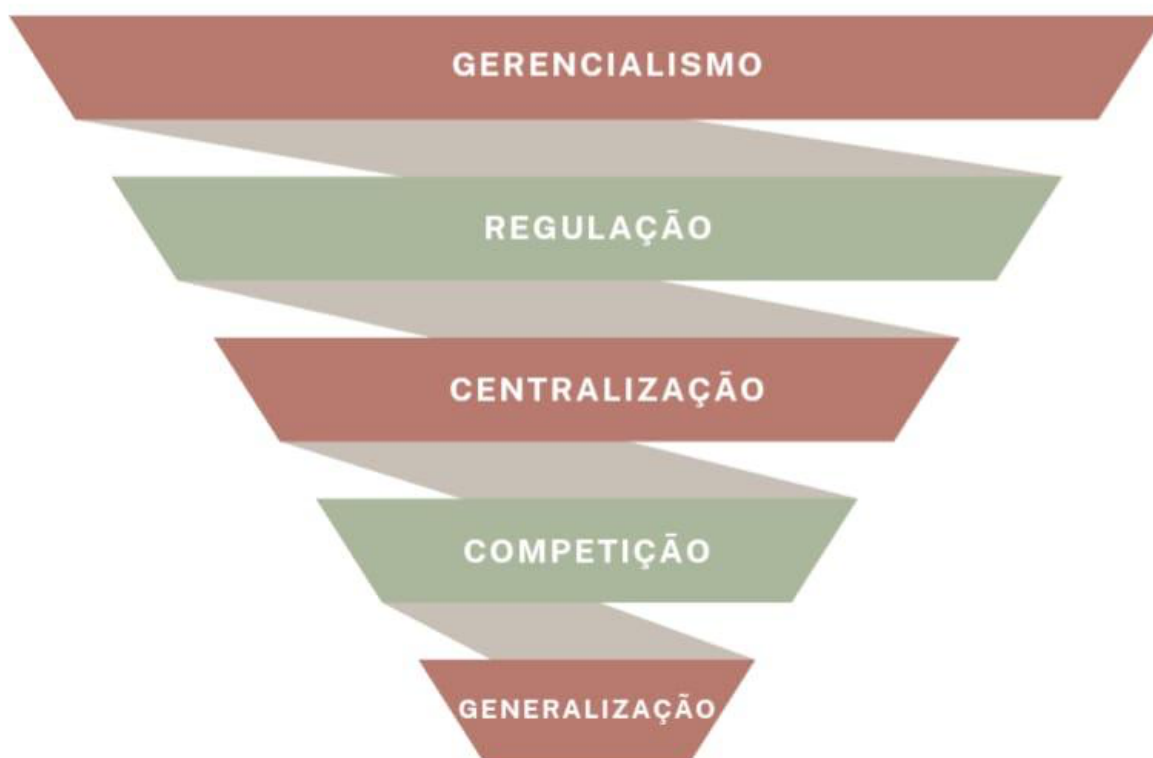 GERENCIALISMO
REGULAÇÃO
CENTRALIZAÇÃO
COMPETIÇÃO
GENERALIZAÇÃO